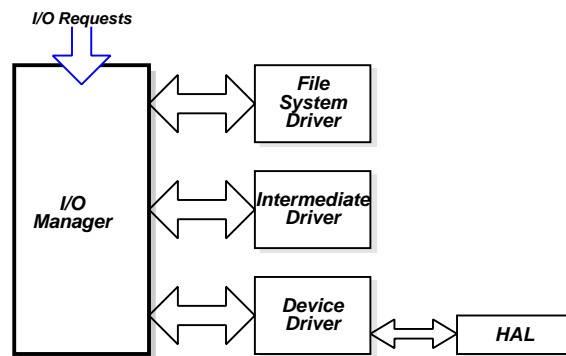 I/O Requests
File
System
Driver
I/O
Manager
Intermediate
Driver
Device
Driver
HAL